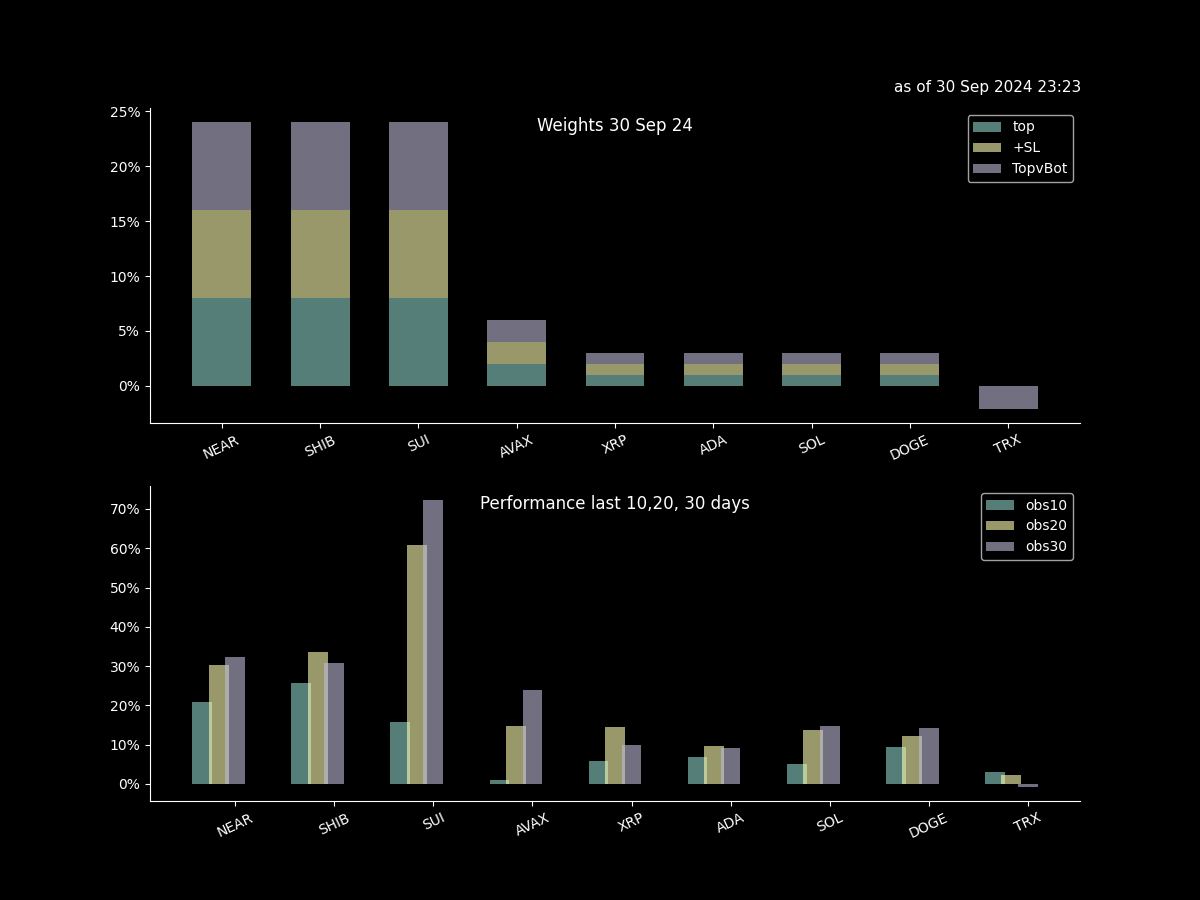 as of 30 Sep 2024 23:23
Weights 30 Sep 24
top
+SL
TopvBot
25%
20%
15%
10%
5%
0%
NEAR SHIB SUI AVAX XRP ADA SOL DOGE TRX
Performance last 10,20, 30 days
obs10
obs20
obs30
70%
60%
50%
40%
30%
20%
10%
0%
NEAR SHIB SUI AVAX XRP ADA SOL DOGE TRX